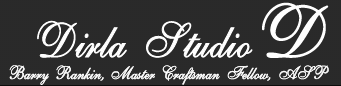 Dirla Studio D
Barry Rankin, Master Craftsman Fellow, ASP